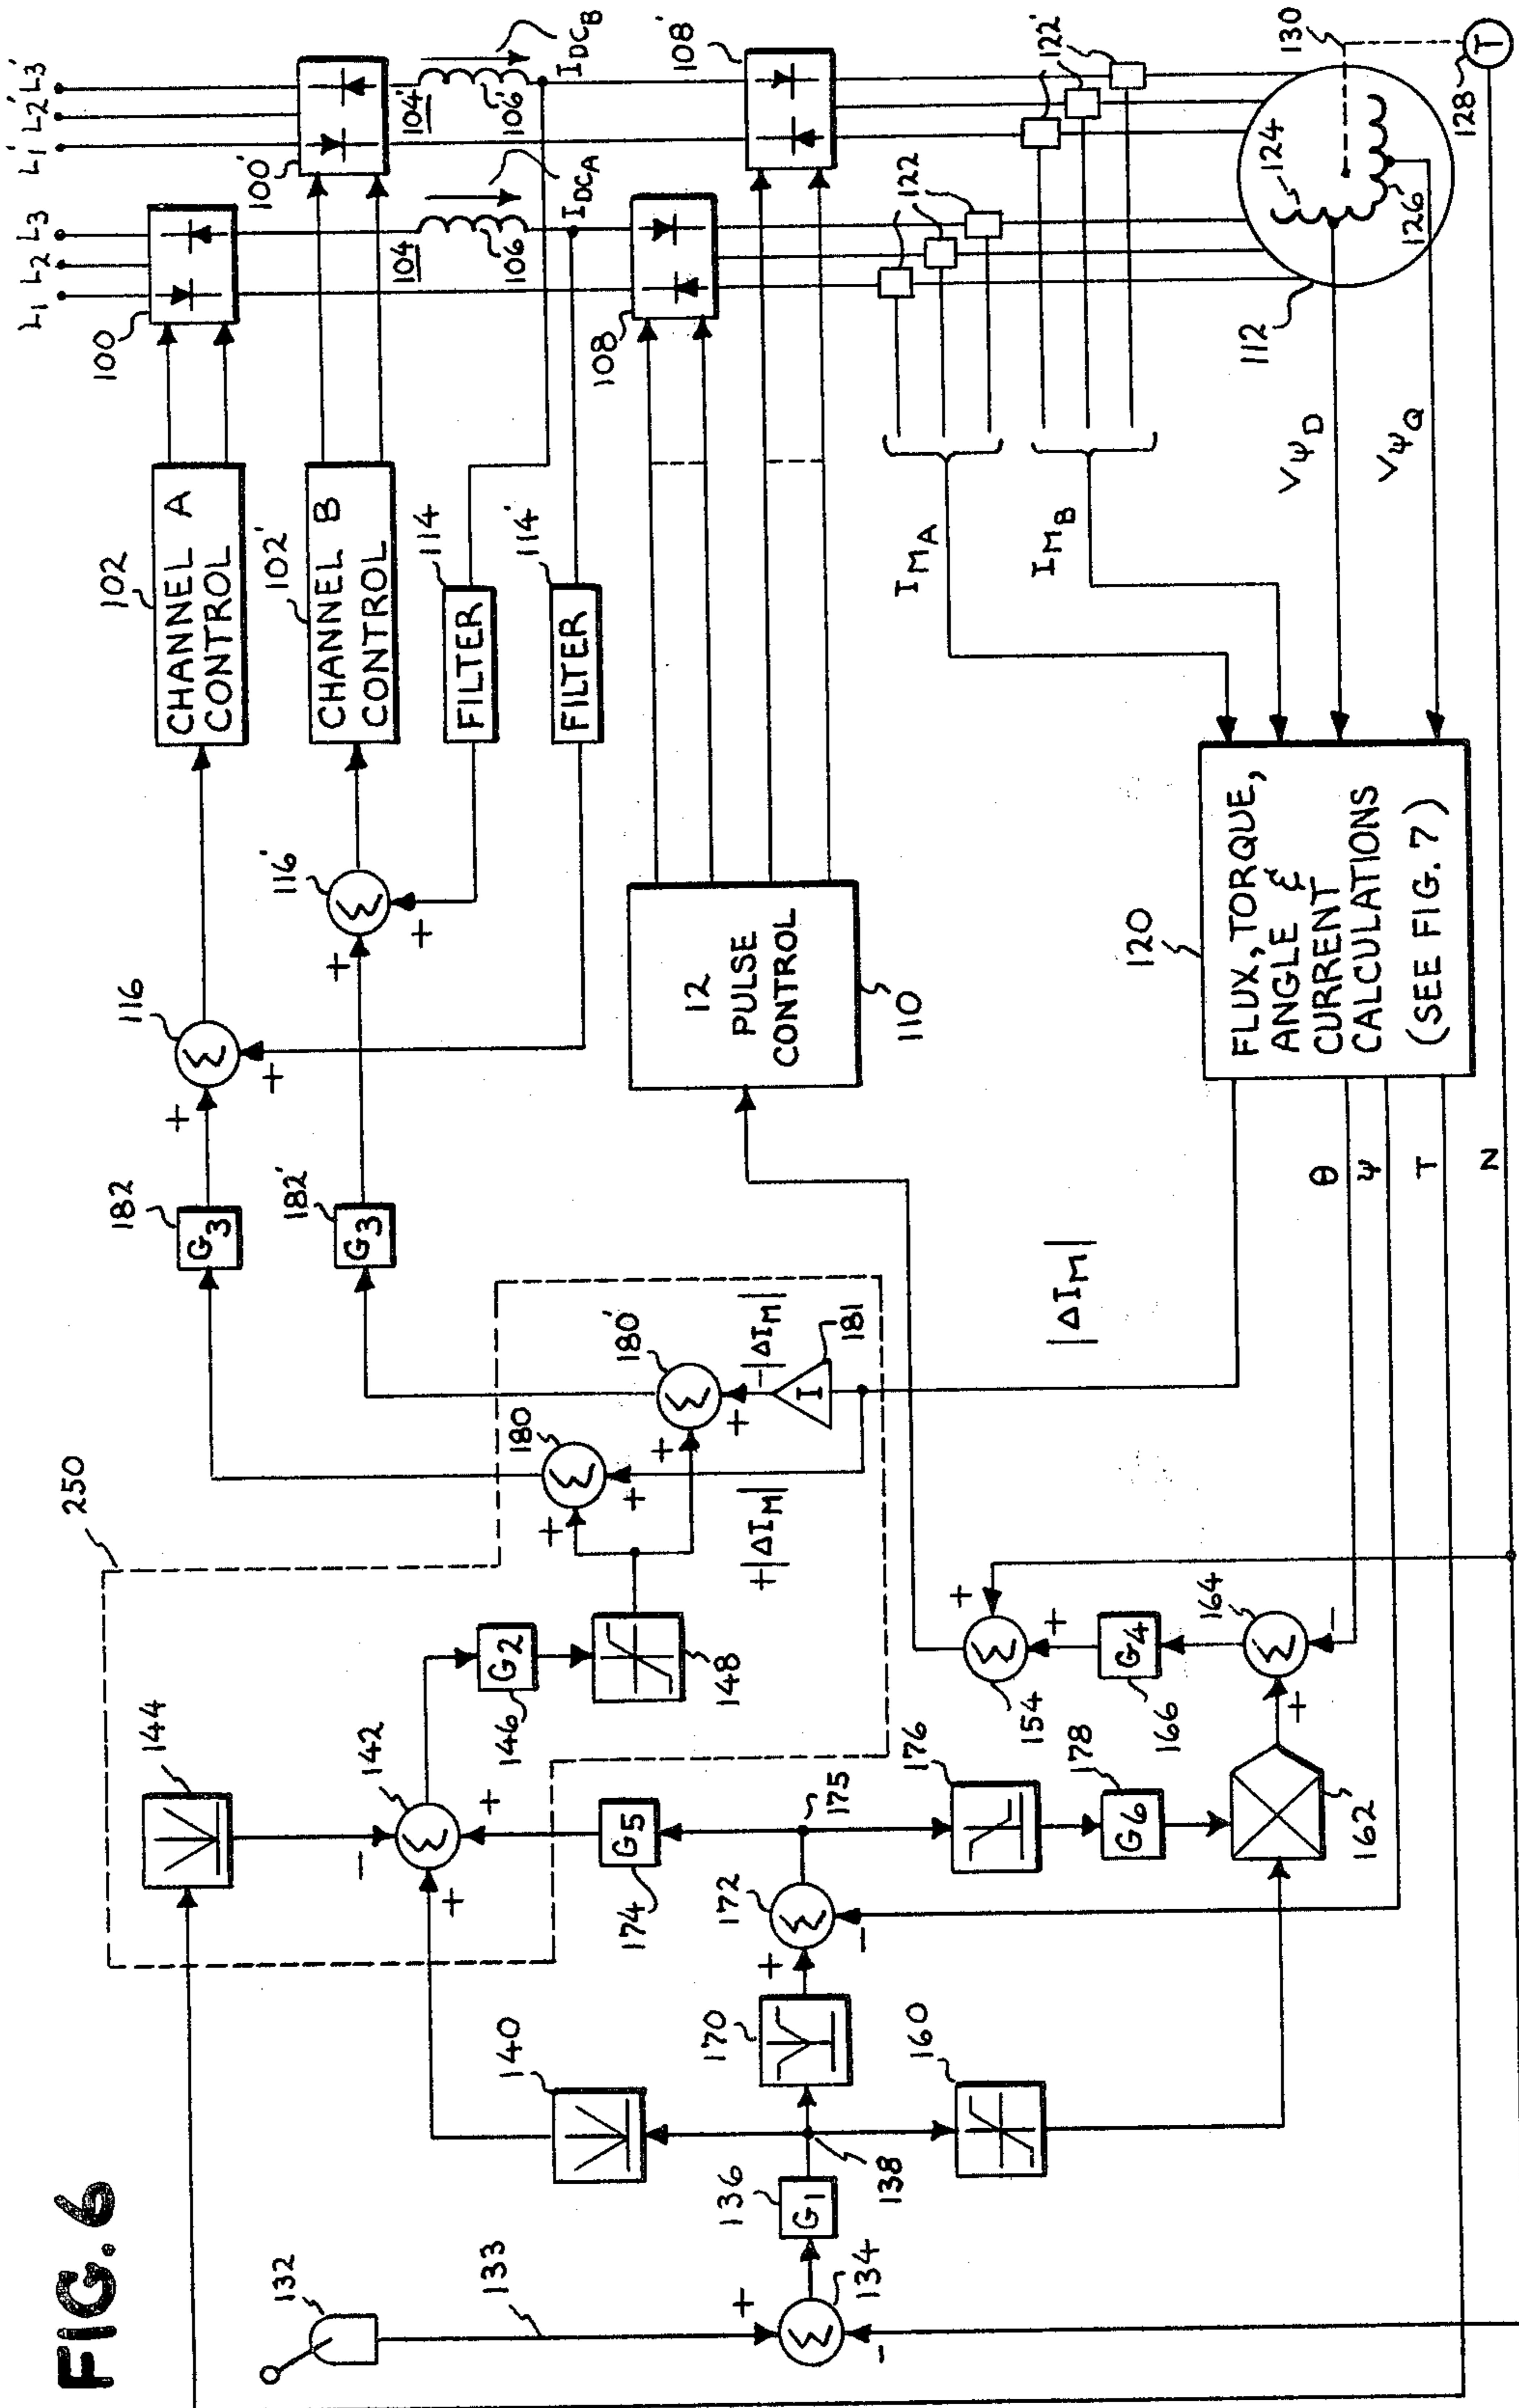 FIG. 6
132
133
134
+
-
Σ
G1
136
138
140
170
160
144
142
Σ
+
-
+
250
G2
146
148
G5
174
172
Σ
+
-
175
176
G6
178
162
164
Σ
+
-
G4
166
154
Σ
+
+
180
Σ
+
+
180'
Σ
+
+
+|ΔIM|
-|ΔIM|
I
181
|ΔIM|
G3
182
G3
182'
116
Σ
+
+
116'
Σ
+
+
102
CHANNEL A
CONTROL
102'
CHANNEL B
CONTROL
114
FILTER
114'
FILTER
12
PULSE
CONTROL
110
120
FLUX, TORQUE,
ANGLE &
CURRENT
CALCULATIONS
(SEE FIG. 7)
θ
Ψ
T
N
L1 L2 L3
L1' L2' L3'
100
100'
104
106
104'
106'
IDCA
IDCB
108
108'
122
122'
IMA
IMB
VΨD
VΨQ
112
124
126
128
130
T